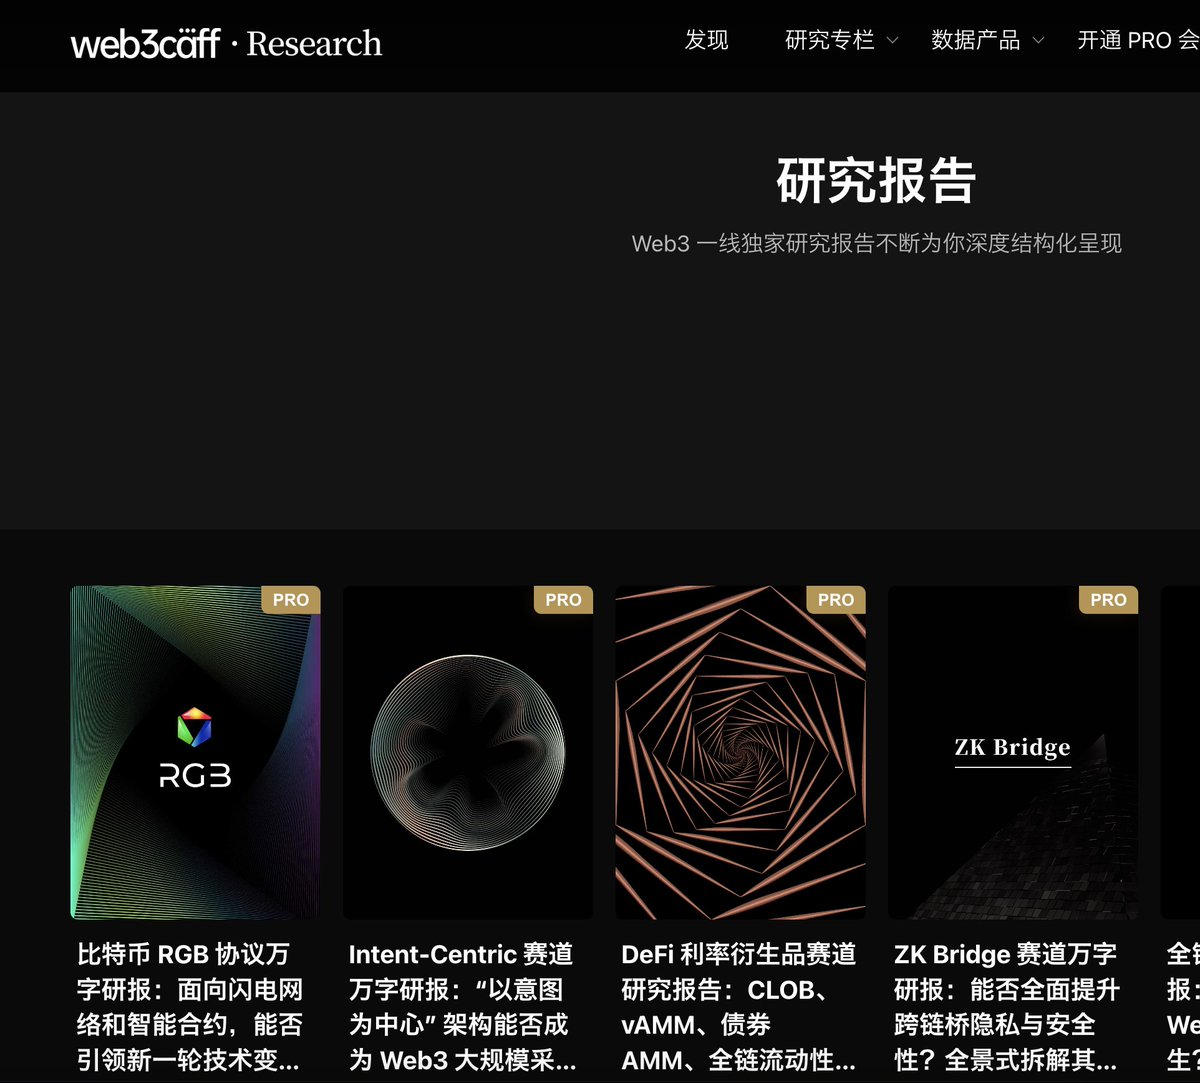 web3caff · Research
发现 研究专栏 数据产品 开通 PRO 会
研究报告
Web3 一线独家研究报告不断为你深度结构化呈现
PRO
PRO
PRO
PRO
RGB
ZK Bridge
比特币 RGB 协议万
字研报：面向闪电网
络和智能合约，能否
引领新一轮技术变...
Intent-Centric 赛道
万字研报：“以意图
为中心” 架构能否成
为 Web3 大规模采...
DeFi 利率衍生品赛道
研究报告：CLOB、
vAMM、债券
AMM、全链流动性...
ZK Bridge 赛道万字
研报：能否全面提升
跨链桥隐私与安全
性？全景式拆解其...
全
报：
We
生？